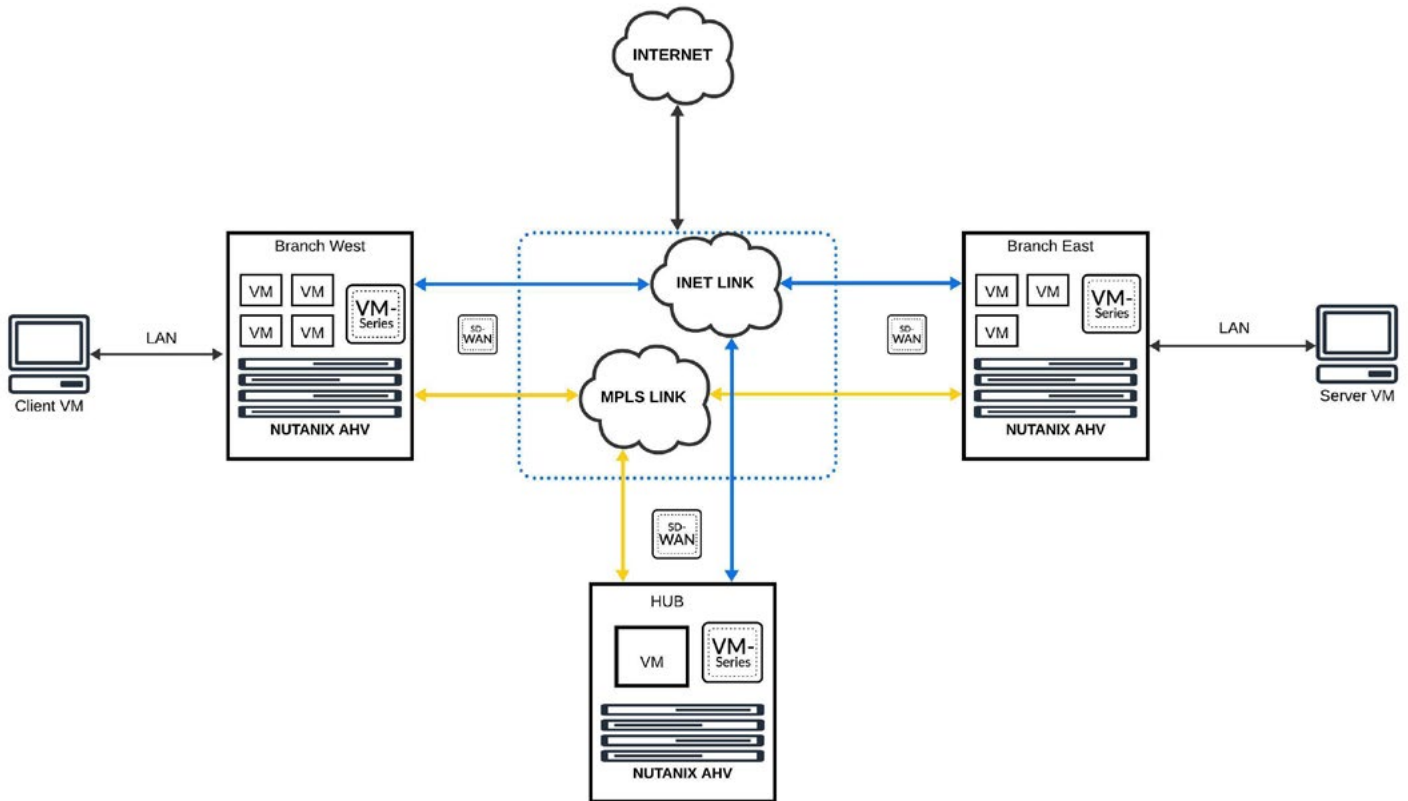 INTERNET
Branch West
VM VM
VM-
Series
VM VM
NUTANIX AHV
LAN
Client VM
SD-
WAN
INET LINK
MPLS LINK
SD-
WAN
Branch East
VM VM
VM-
Series
VM
NUTANIX AHV
LAN
Server VM
SD-
WAN
HUB
VM
VM-
Series
NUTANIX AHV